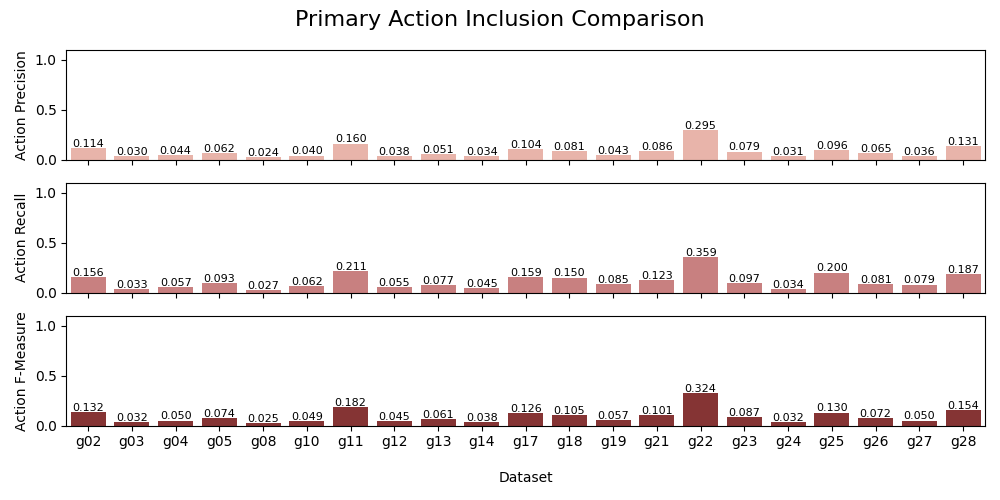 Primary Action Inclusion Comparison
Action Precision
1.0
0.5
0.0
0.114 0.030 0.044 0.062 0.024 0.040 0.160 0.038 0.051 0.034 0.104 0.081 0.043 0.086 0.295 0.079 0.031 0.096 0.065 0.036 0.131
Action Recall
1.0
0.5
0.0
0.156 0.033 0.057 0.093 0.027 0.062 0.211 0.055 0.077 0.045 0.159 0.150 0.085 0.123 0.359 0.097 0.034 0.200 0.081 0.079 0.187
Action F-Measure
1.0
0.5
0.0
0.132 0.032 0.050 0.074 0.025 0.049 0.182 0.045 0.061 0.038 0.126 0.105 0.057 0.101 0.324 0.087 0.032 0.130 0.072 0.050 0.154
g02 g03 g04 g05 g08 g10 g11 g12 g13 g14 g17 g18 g19 g21 g22 g23 g24 g25 g26 g27 g28
Dataset